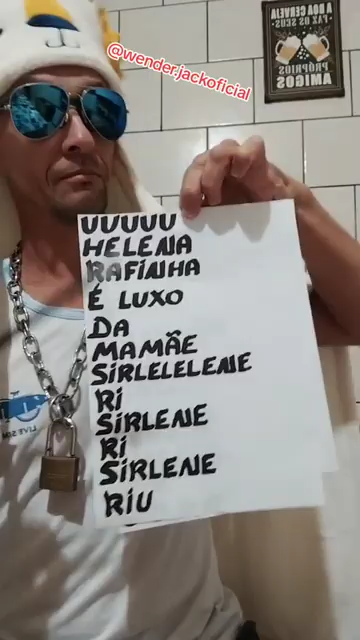 @wender.jackoficial
A BOA CERVEJA
FAZ OS SEUS
PRÓPRIOS
AMIGOS
UUUUU
HELENA
RAFINHA
É LUXO
DA
MAMÃE
SIRLELELENE
RI
SIRLENE
RI
SIRLENE
RIU